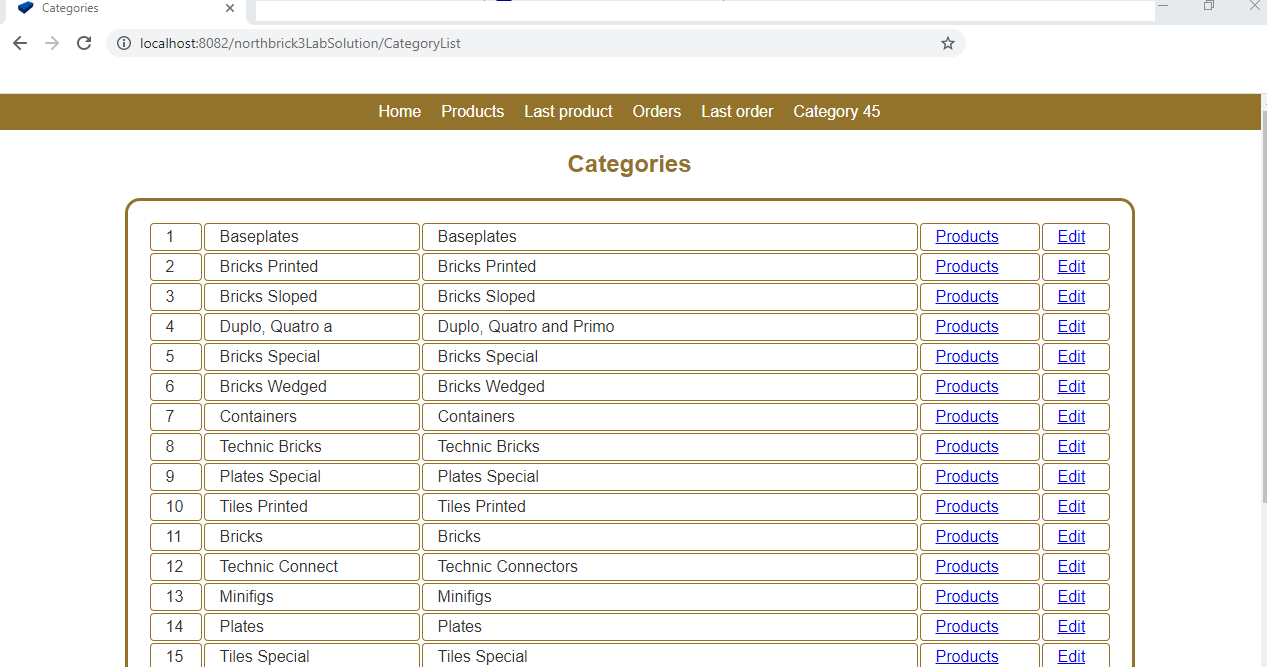 Categories
localhost:8082/northbrick3LabSolution/CategoryList
Home Products Last product Orders Last order Category 45
Categories
1 Baseplates Baseplates Products Edit
2 Bricks Printed Bricks Printed Products Edit
3 Bricks Sloped Bricks Sloped Products Edit
4 Duplo, Quatro a Duplo, Quatro and Primo Products Edit
5 Bricks Special Bricks Special Products Edit
6 Bricks Wedged Bricks Wedged Products Edit
7 Containers Containers Products Edit
8 Technic Bricks Technic Bricks Products Edit
9 Plates Special Plates Special Products Edit
10 Tiles Printed Tiles Printed Products Edit
11 Bricks Bricks Products Edit
12 Technic Connect Technic Connectors Products Edit
13 Minifigs Minifigs Products Edit
14 Plates Plates Products Edit
15 Tiles Special Tiles Special Products Edit